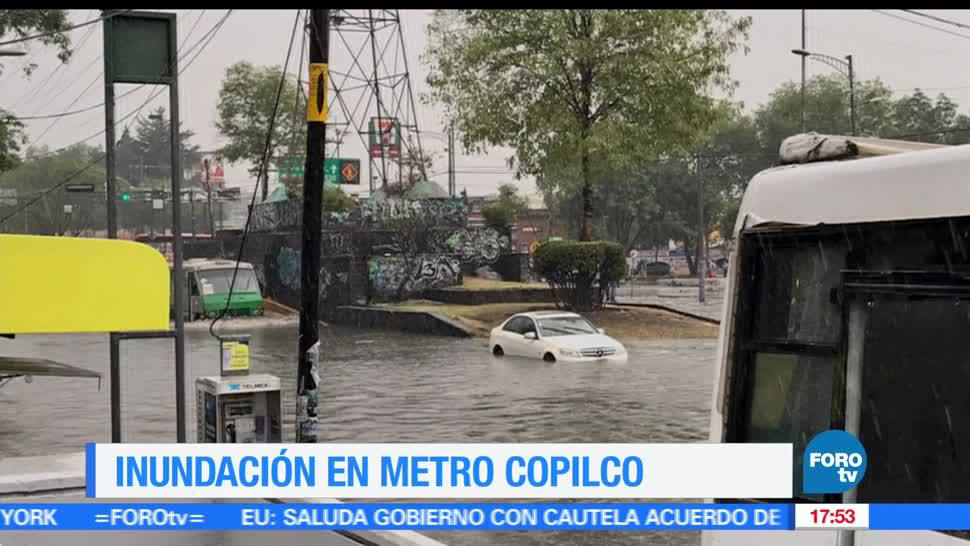 TELMEX
INUNDACIÓN EN METRO COPILCO
FORO
tv
YORK =FOROtv= EU: SALUDA GOBIERNO CON CAUTELA ACUERDO DE
17:53